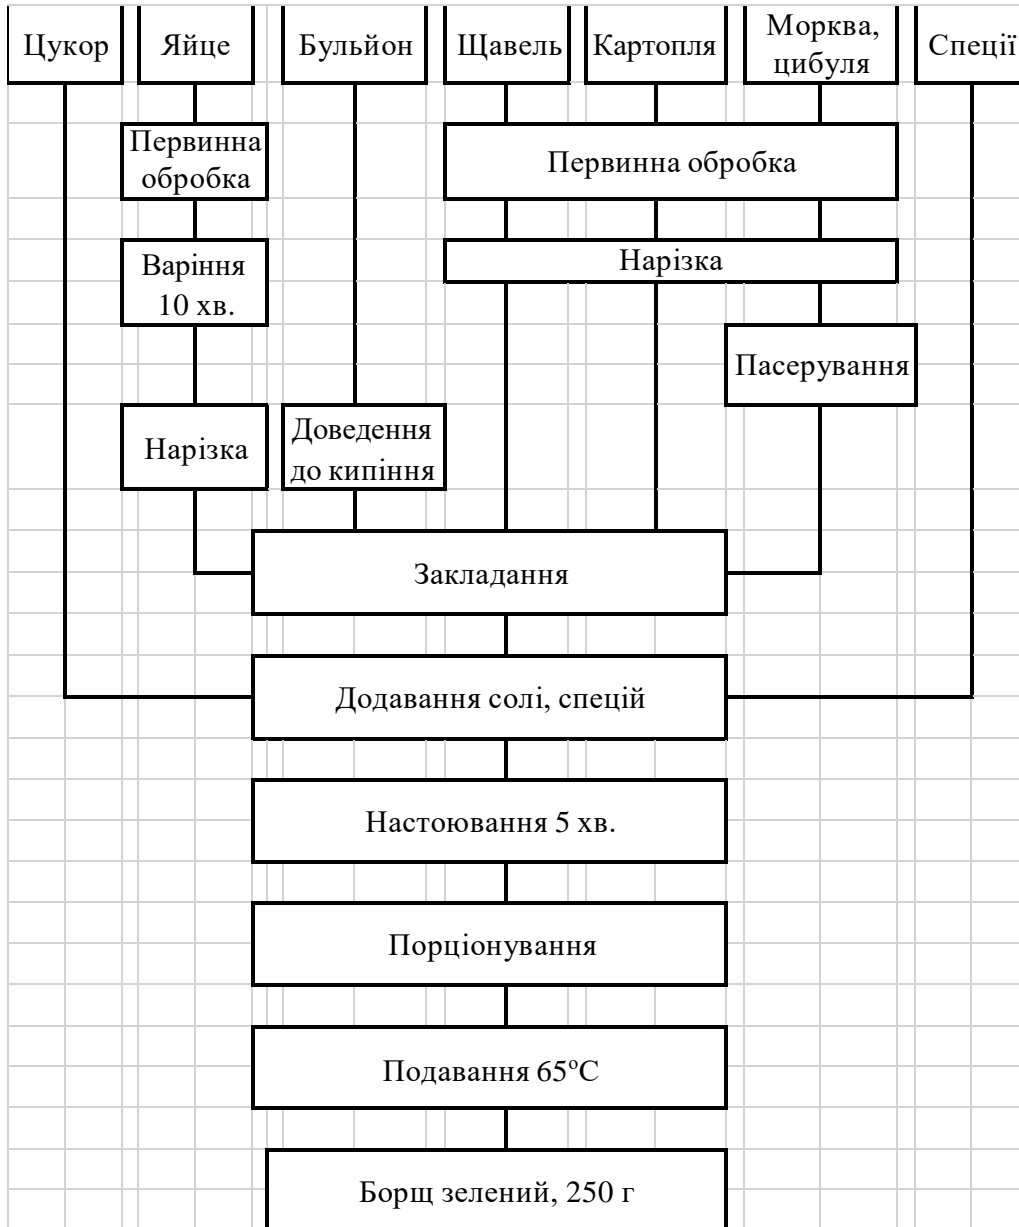 Цукор
Яйце
Бульйон
Щавель
Картопля
Морква,
цибуля
Спеції
Первинна
обробка
Первинна обробка
Варіння
10 хв.
Нарізка
Пасерування
Нарізка
Доведення
до кипіння
Закладання
Додавання солі, спецій
Настоювання 5 хв.
Порціонування
Подавання 65ºС
Борщ зелений, 250 г